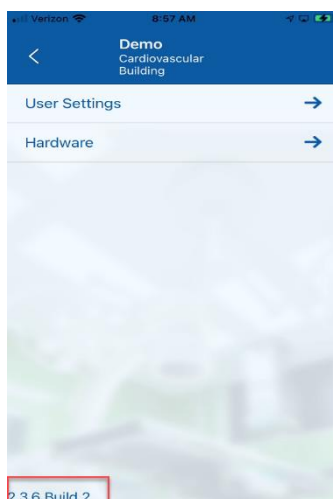 Verizon 8:57 AM
Demo
Cardiovascular
Building
User Settings
Hardware
2.3.6 Build 2